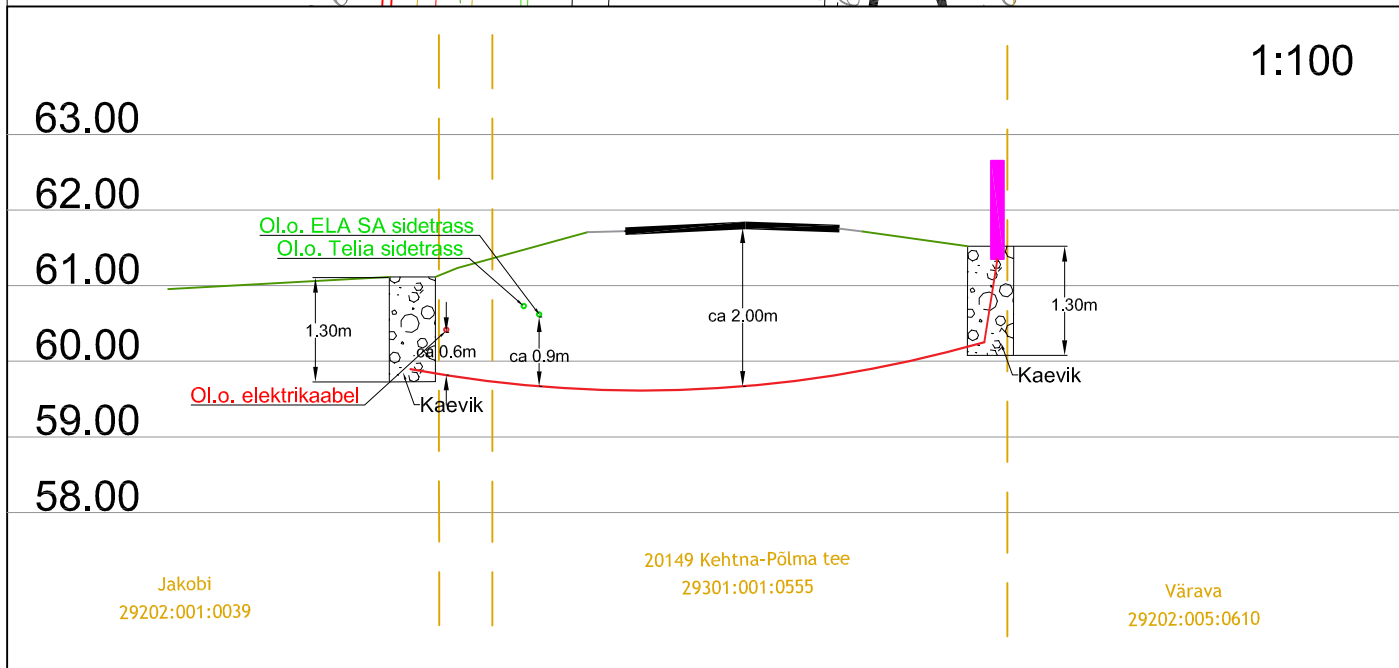 1:100
63.00
62.00
Ol.o. ELA SA sidetrass
Ol.o. Telia sidetrass
61.00
1.30m
ca 0.6m
ca 0.9m
ca 2.00m
1.30m
60.00
Kaevik
Ol.o. elektrikaabel
Kaevik
59.00
58.00
20149 Kehtna-Põlma tee
29301:001:0555
Jakobi
29202:001:0039
Värava
29202:005:0610